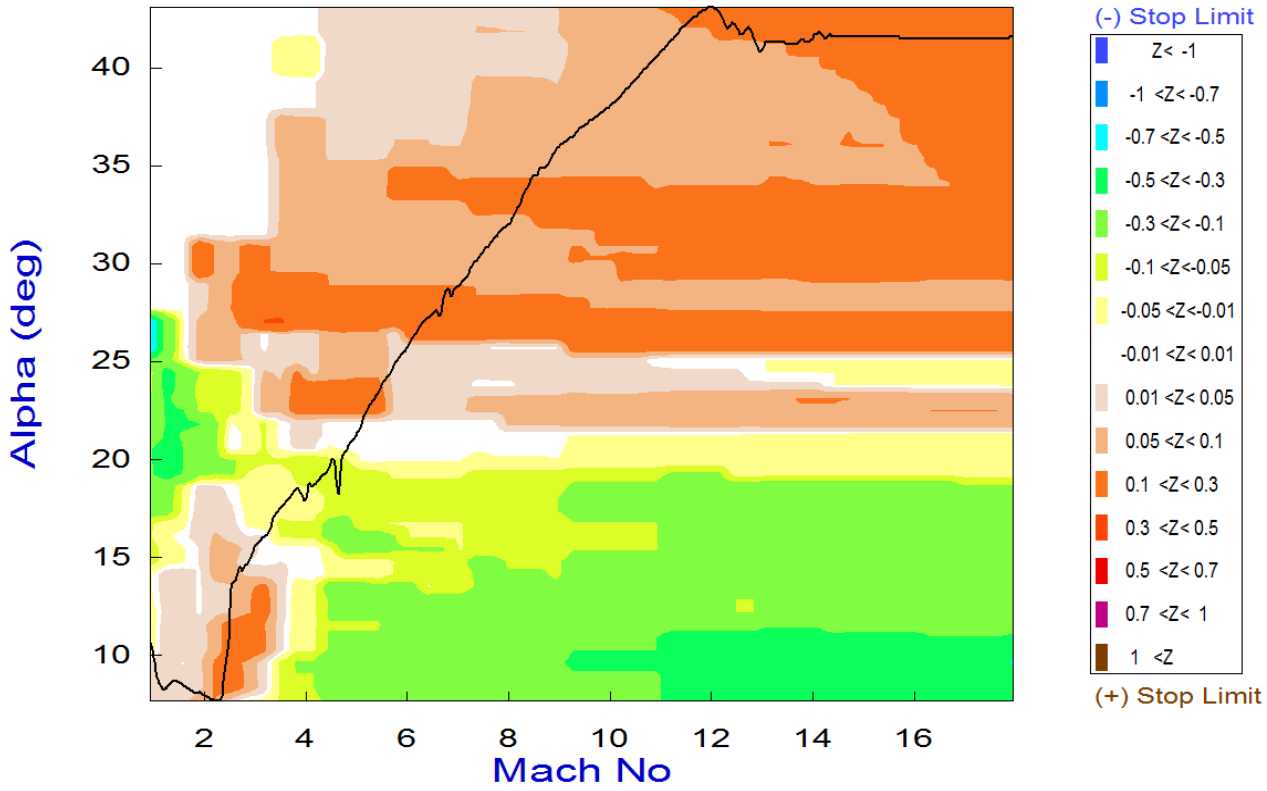 (-) Stop Limit
Z< -1
-1 <Z< -0.7
-0.7 <Z< -0.5
-0.5 <Z< -0.3
-0.3 <Z< -0.1
-0.1 <Z<-0.05
-0.05 <Z<-0.01
-0.01 <Z< 0.01
0.01 <Z< 0.05
0.05 <Z< 0.1
0.1 <Z< 0.3
0.3 <Z< 0.5
0.5 <Z< 0.7
0.7 <Z< 1
1 <Z
(+) Stop Limit
Alpha (deg)
40
35
30
25
20
15
10
2 4 6 8 10 12 14 16
Mach No